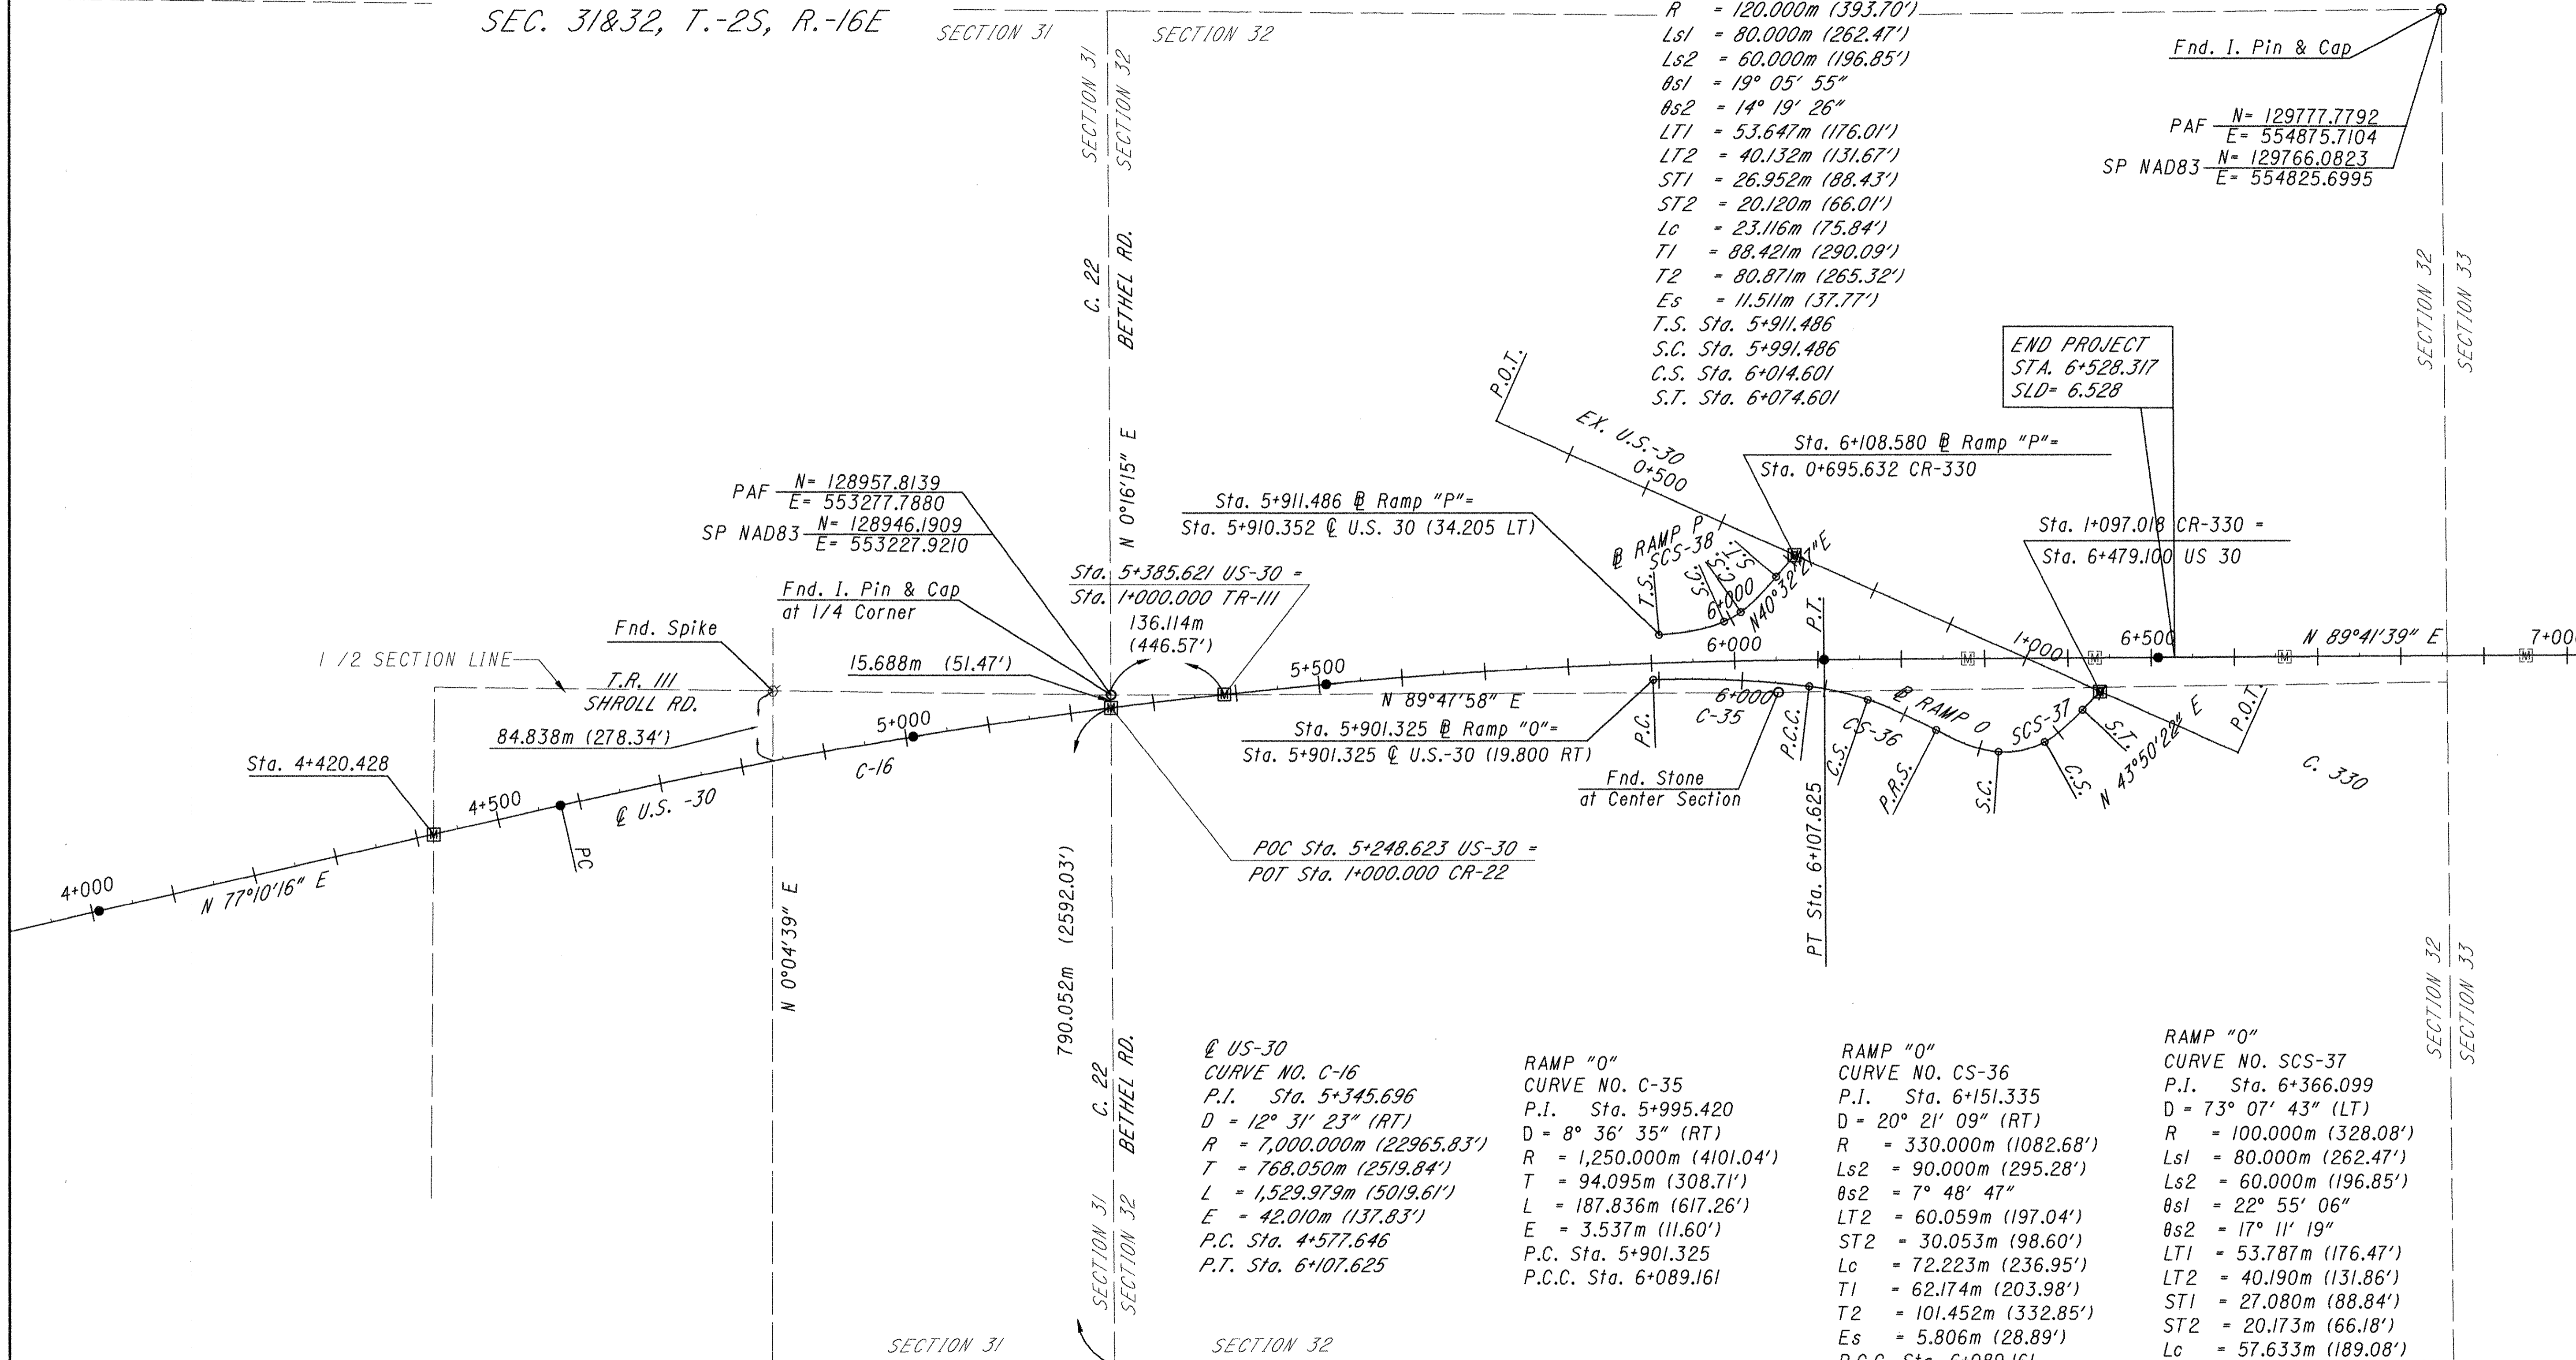 SEC. 31&32, T.-2S, R.-16E
SECTION 31
SECTION 32
SECTION 31
SECTION 32
R = 120.000m (393.70')
Ls1 = 80.000m (262.47')
Ls2 = 60.000m (196.85')
θs1 = 19° 05' 55"
θs2 = 14° 19' 26"
LT1 = 53.647m (176.01')
LT2 = 40.132m (131.67')
ST1 = 26.952m (88.43')
ST2 = 20.120m (66.01')
Lc = 23.116m (75.84')
T1 = 88.421m (290.09')
T2 = 80.871m (265.32')
Es = 11.511m (37.77')
T.S. Sta. 5+911.486
S.C. Sta. 5+991.486
C.S. Sta. 6+014.601
S.T. Sta. 6+074.601
Fnd. I. Pin & Cap
PAF N= 129777.7792
E= 554875.7104
SP NAD83 N= 129766.0823
E= 554825.6995
SECTION 32
SECTION 33
C. 22
BETHEL RD.
N 0°16'15" E
END PROJECT
STA. 6+528.317
SLD= 6.528
P.O.T.
EX. U.S.-30
0+500
Sta. 6+108.580 ⅊ Ramp "P"=
Sta. 0+695.632 CR-330
PAF N= 128957.8139
E= 553277.7880
SP NAD83 N= 128946.1909
E= 553227.9210
Sta. 5+911.486 ⅊ Ramp "P"=
Sta. 5+910.352 ℄ U.S. 30 (34.205 LT)
⅊ RAMP P
SCS-38
T.S.
S.C.
C.S.
S.T.
6+000
N40°32'27"E
Sta. 1+097.018 CR-330 =
Sta. 6+479.100 US 30
Fnd. I. Pin & Cap
at 1/4 Corner
Sta. 5+385.621 US-30 =
Sta. 1+000.000 TR-111
136.114m
(446.57')
Fnd. Spike
1 /2 SECTION LINE
15.688m (51.47')
T.R. 111
SHROLL RD.
84.838m (278.34')
Sta. 4+420.428
4+000
N 77°10'16" E
4+500
PC
℄ U.S. -30
C-16
5+000
5+500
N 89°47'58" E
6+000
P.T.
1+000
6+500
N 89°41'39" E
7+000
Sta. 5+901.325 ⅊ Ramp "O"=
Sta. 5+901.325 ℄ U.S.-30 (19.800 RT)
P.C.
6+000
C-35
P.C.C.
C.S.
CS-36
⅊ RAMP O
P.R.S.
S.C.
SCS-37
C.S.
S.T.
N 43°50'22" E
P.O.T.
C. 330
Fnd. Stone
at Center Section
PT Sta. 6+107.625
POC Sta. 5+248.623 US-30 =
POT Sta. 1+000.000 CR-22
N 0°04'39" E
790.052m (2592.03')
C. 22
BETHEL RD.
SECTION 31
SECTION 32
SECTION 32
SECTION 33
℄ US-30
CURVE NO. C-16
P.I. Sta. 5+345.696
D = 12° 31' 23" (RT)
R = 7,000.000m (22965.83')
T = 768.050m (2519.84')
L = 1,529.979m (5019.61')
E = 42.010m (137.83')
P.C. Sta. 4+577.646
P.T. Sta. 6+107.625
RAMP "O"
CURVE NO. C-35
P.I. Sta. 5+995.420
D = 8° 36' 35" (RT)
R = 1,250.000m (4101.04')
T = 94.095m (308.71')
L = 187.836m (617.26')
E = 3.537m (11.60')
P.C. Sta. 5+901.325
P.C.C. Sta. 6+089.161
RAMP "O"
CURVE NO. CS-36
P.I. Sta. 6+151.335
D = 20° 21' 09" (RT)
R = 330.000m (1082.68')
Ls2 = 90.000m (295.28')
θs2 = 7° 48' 47"
LT2 = 60.059m (197.04')
ST2 = 30.053m (98.60')
Lc = 72.223m (236.95')
T1 = 62.174m (203.98')
T2 = 101.452m (332.85')
Es = 5.806m (28.89')
P.C.C. Sta. 6+089.161
RAMP "O"
CURVE NO. SCS-37
P.I. Sta. 6+366.099
D = 73° 07' 43" (LT)
R = 100.000m (328.08')
Ls1 = 80.000m (262.47')
Ls2 = 60.000m (196.85')
θs1 = 22° 55' 06"
θs2 = 17° 11' 19"
LT1 = 53.787m (176.47')
LT2 = 40.190m (131.86')
ST1 = 27.080m (88.84')
ST2 = 20.173m (66.18')
Lc = 57.633m (189.08')
SECTION 31
SECTION 32